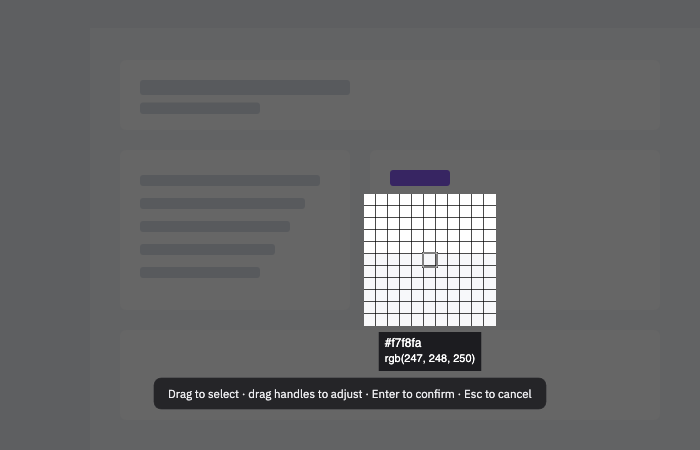 #f7f8fa
rgb(247, 248, 250)
Drag to select · drag handles to adjust · Enter to confirm · Esc to cancel